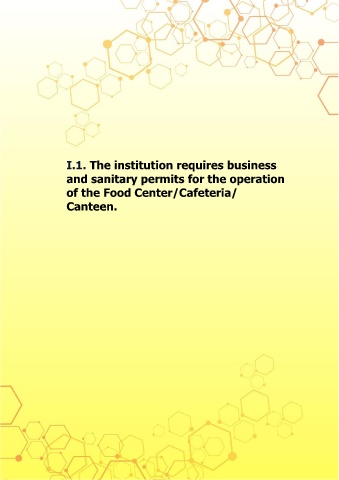 I.1. The institution requires business
and sanitary permits for the operation
of the Food Center/Cafeteria/
Canteen.